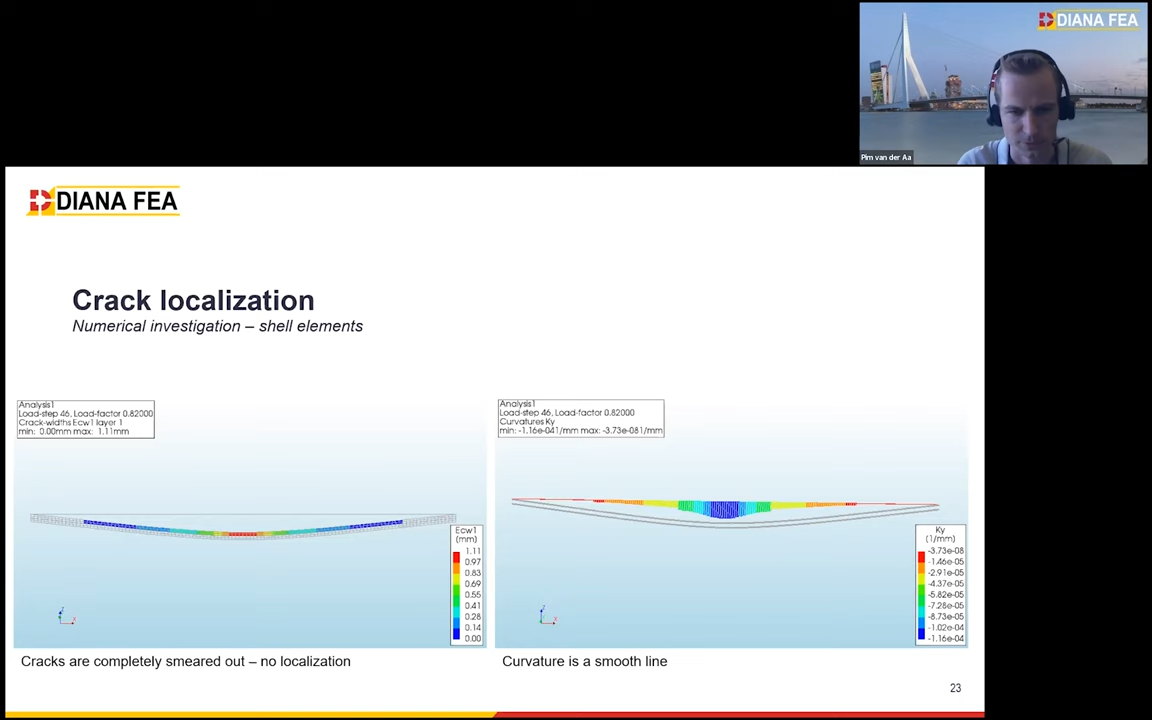 DIANA FEA
Pim van der Aa
DIANA FEA
Crack localization
Numerical investigation – shell elements
Analysis1
Load-step 46, Load-factor 0.82000
Crack-widths Ecw1 layer 1
min: 0.00mm max: 1.11mm
Analysis1
Load-step 46, Load-factor 0.82000
Curvatures Ky
min: -1.16e-041/mm max: -3.73e-081/mm
Ecw1
(mm)
1.11
0.97
0.83
0.69
0.55
0.41
0.28
0.14
0.00
Ky
(1/mm)
-3.73e-08
-1.46e-05
-2.91e-05
-4.37e-05
-5.82e-05
-7.28e-05
-8.73e-05
-1.02e-04
-1.16e-04
Cracks are completely smeared out – no localization
Curvature is a smooth line
23